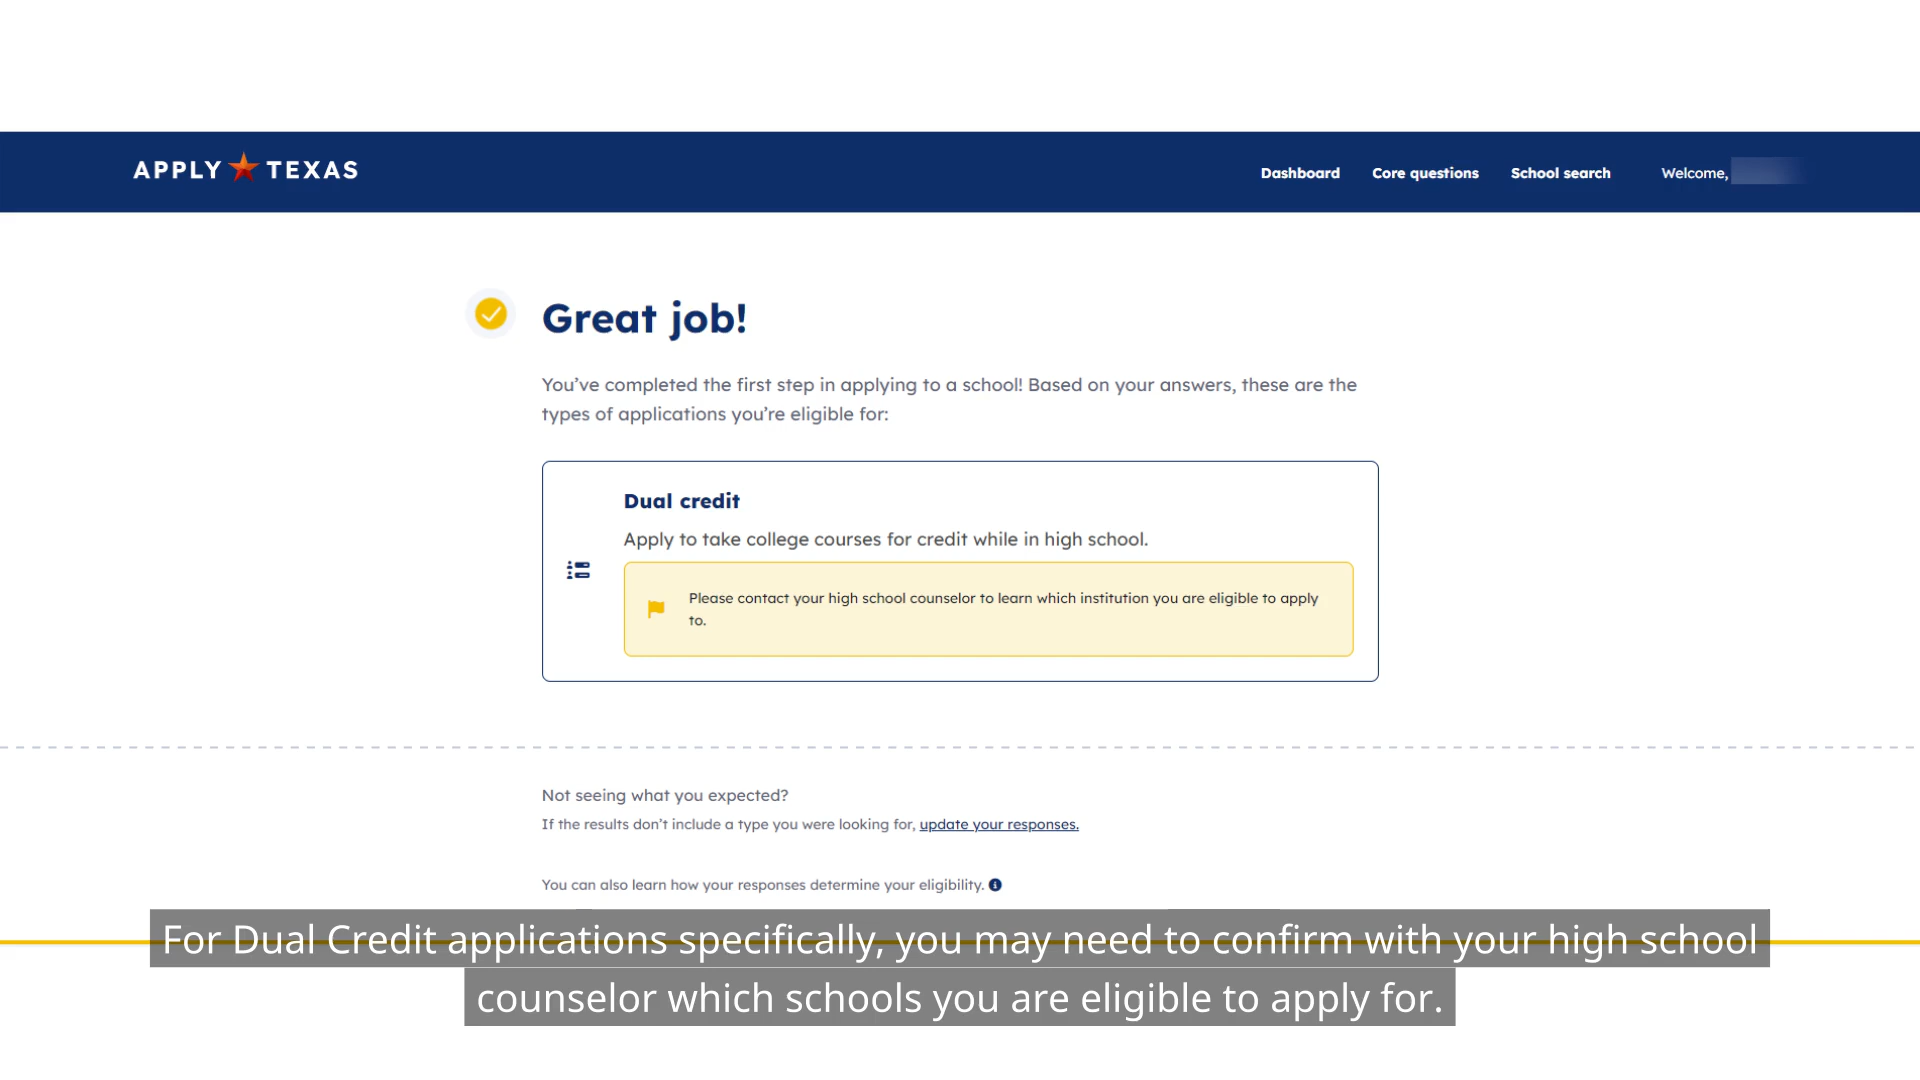 APPLY TEXAS
Dashboard Core questions School search Welcome,
Great job!
You’ve completed the first step in applying to a school! Based on your answers, these are the
types of applications you’re eligible for:
Dual credit
Apply to take college courses for credit while in high school.
Please contact your high school counselor to learn which institution you are eligible to apply
to.
Not seeing what you expected?
If the results don’t include a type you were looking for, update your responses.
You can also learn how your responses determine your eligibility.
For Dual Credit applications specifically, you may need to confirm with your high school
counselor which schools you are eligible to apply for.